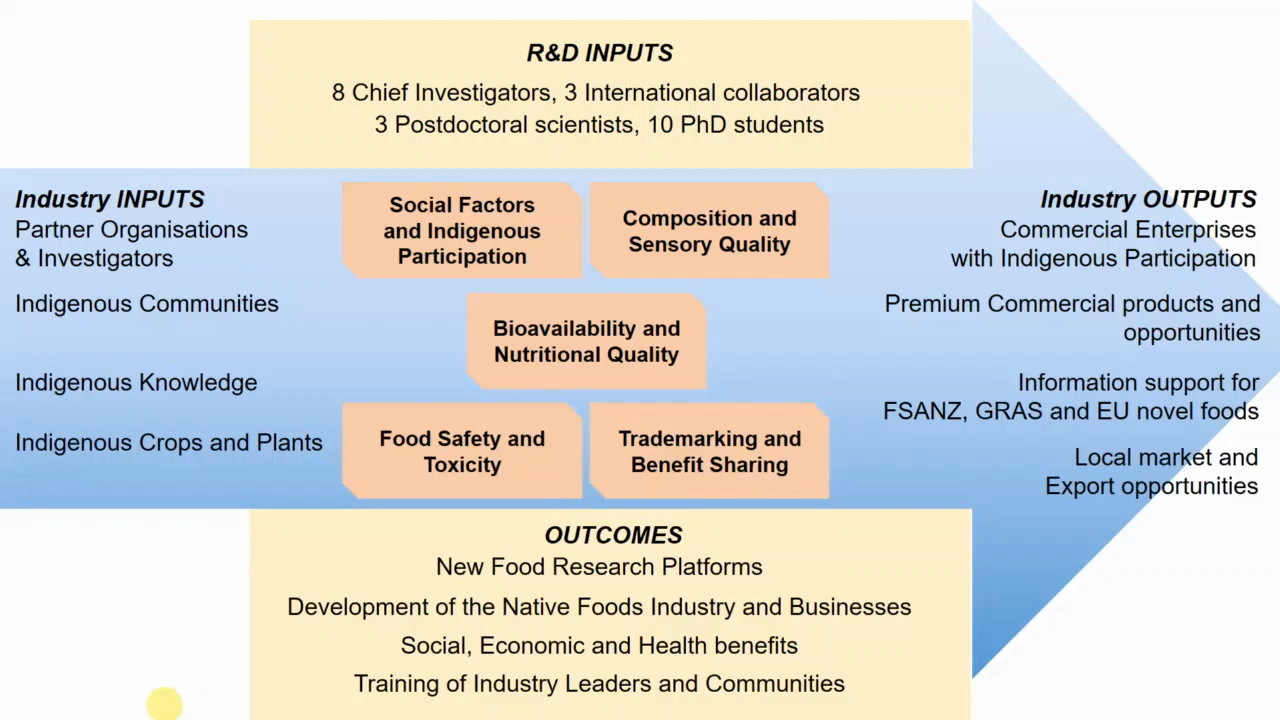 R&D INPUTS
8 Chief Investigators, 3 International collaborators
3 Postdoctoral scientists, 10 PhD students
Industry INPUTS
Partner Organisations
& Investigators
Indigenous Communities
Indigenous Knowledge
Indigenous Crops and Plants
Social Factors
and Indigenous
Participation
Composition and
Sensory Quality
Bioavailability and
Nutritional Quality
Food Safety and
Toxicity
Trademarking and
Benefit Sharing
Industry OUTPUTS
Commercial Enterprises
with Indigenous Participation
Premium Commercial products and
opportunities
Information support for
FSANZ, GRAS and EU novel foods
Local market and
Export opportunities
OUTCOMES
New Food Research Platforms
Development of the Native Foods Industry and Businesses
Social, Economic and Health benefits
Training of Industry Leaders and Communities